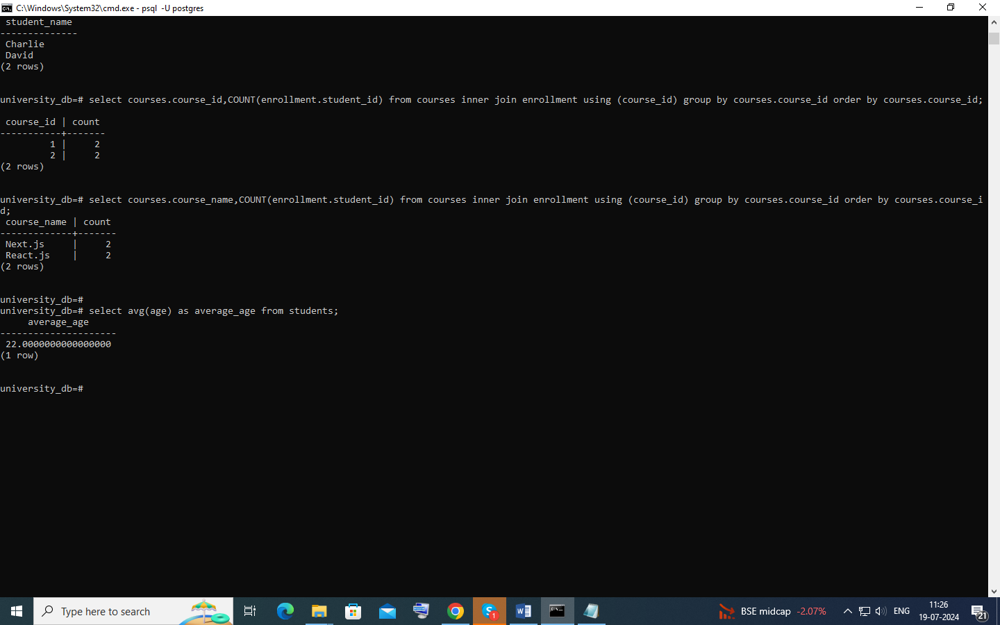 C:\Windows\System32\cmd.exe - psql  -U postgres
 student_name
--------------
 Charlie
 David
(2 rows)
university_db=# select courses.course_id,COUNT(enrollment.student_id) from courses inner join enrollment using (course_id) group by courses.course_id order by courses.course_id;
 course_id | count
-----------+-------
         1 |     2
         2 |     2
(2 rows)
university_db=# select courses.course_name,COUNT(enrollment.student_id) from courses inner join enrollment using (course_id) group by courses.course_id order by courses.course_i
d;
 course_name | count
-------------+-------
 Next.js     |     2
 React.js    |     2
(2 rows)
university_db=#
university_db=# select avg(age) as average_age from students;
     average_age
---------------------
 22.0000000000000000
(1 row)
university_db=#
Type here to search
1
BSE midcap -2.07%
ENG
11:26
19-07-2024
21